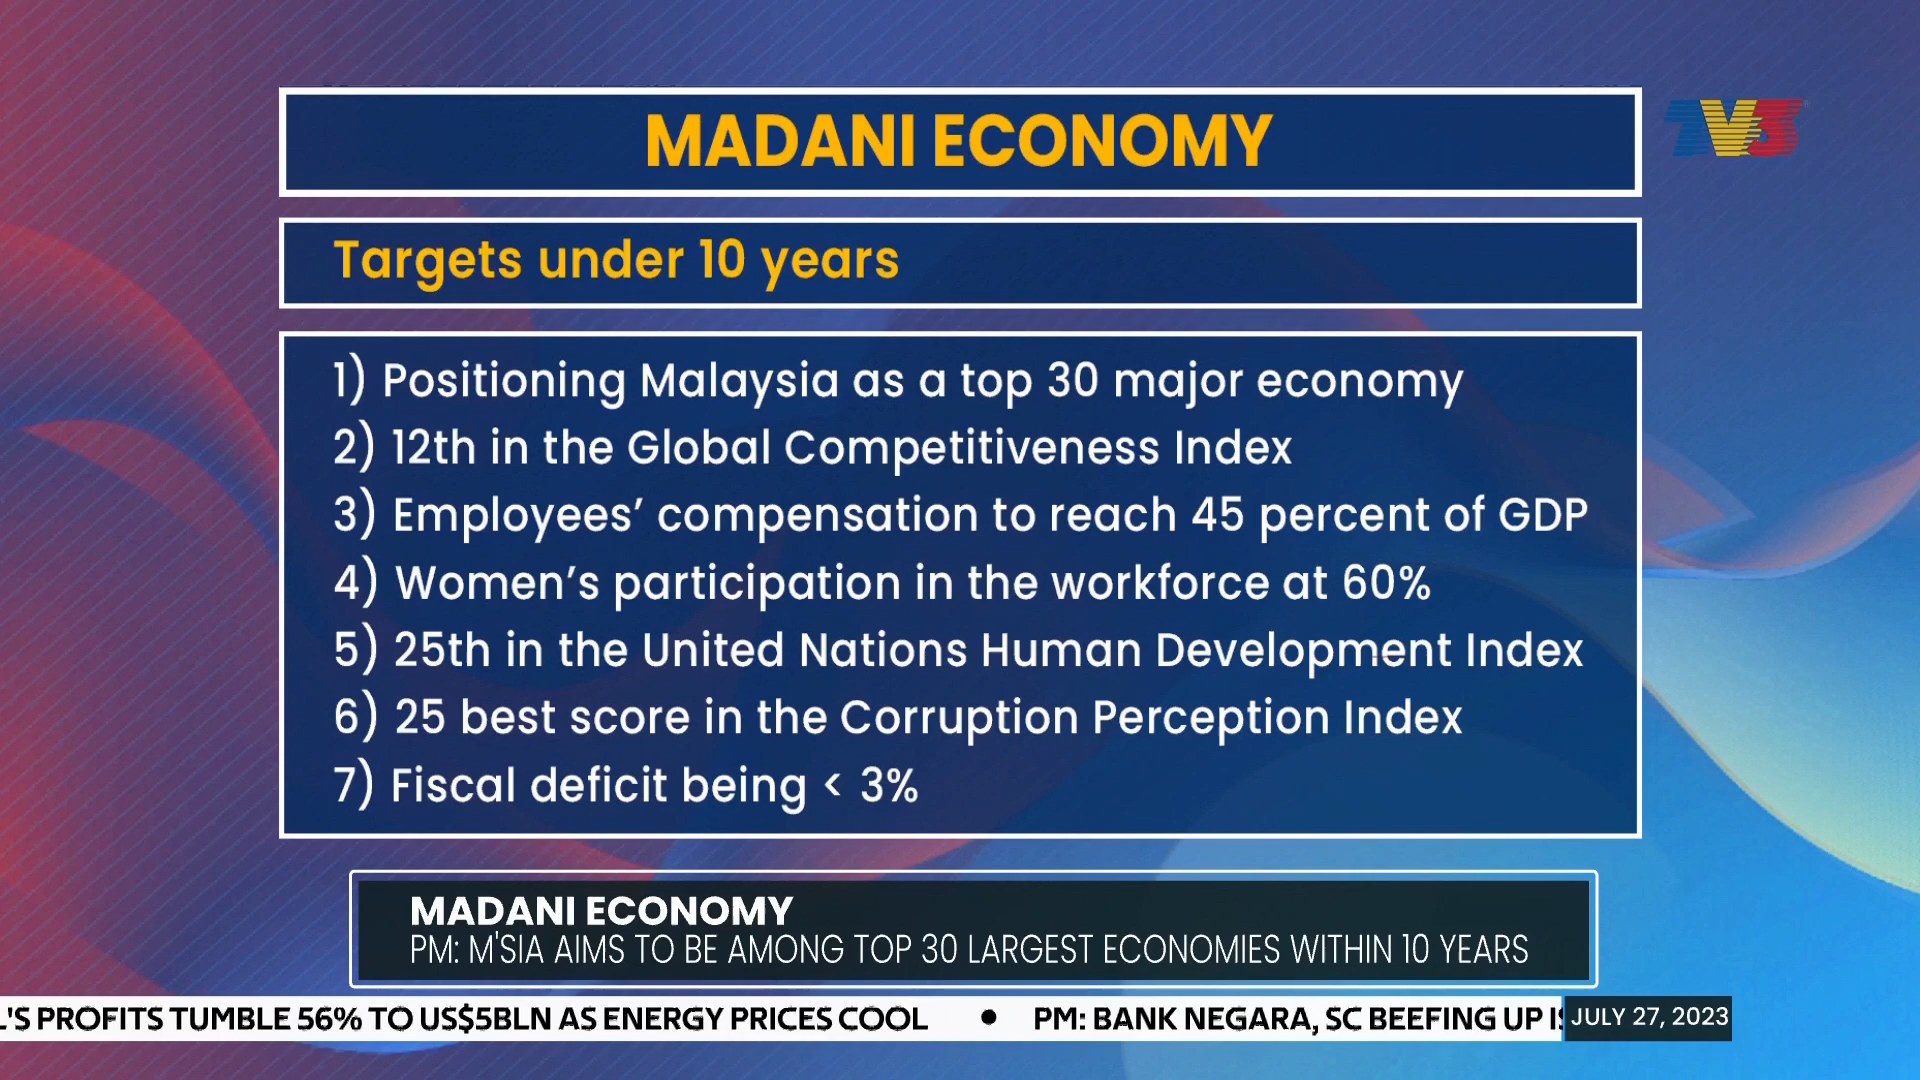 MADANI ECONOMY
TV3
Targets under 10 years
1) Positioning Malaysia as a top 30 major economy
2) 12th in the Global Competitiveness Index
3) Employees’ compensation to reach 45 percent of GDP
4) Women’s participation in the workforce at 60%
5) 25th in the United Nations Human Development Index
6) 25 best score in the Corruption Perception Index
7) Fiscal deficit being < 3%
MADANI ECONOMY
PM: M'SIA AIMS TO BE AMONG TOP 30 LARGEST ECONOMIES WITHIN 10 YEARS
L'S PROFITS TUMBLE 56% TO US$5BLN AS ENERGY PRICES COOL • PM: BANK NEGARA, SC BEEFING UP JULY 27, 2023